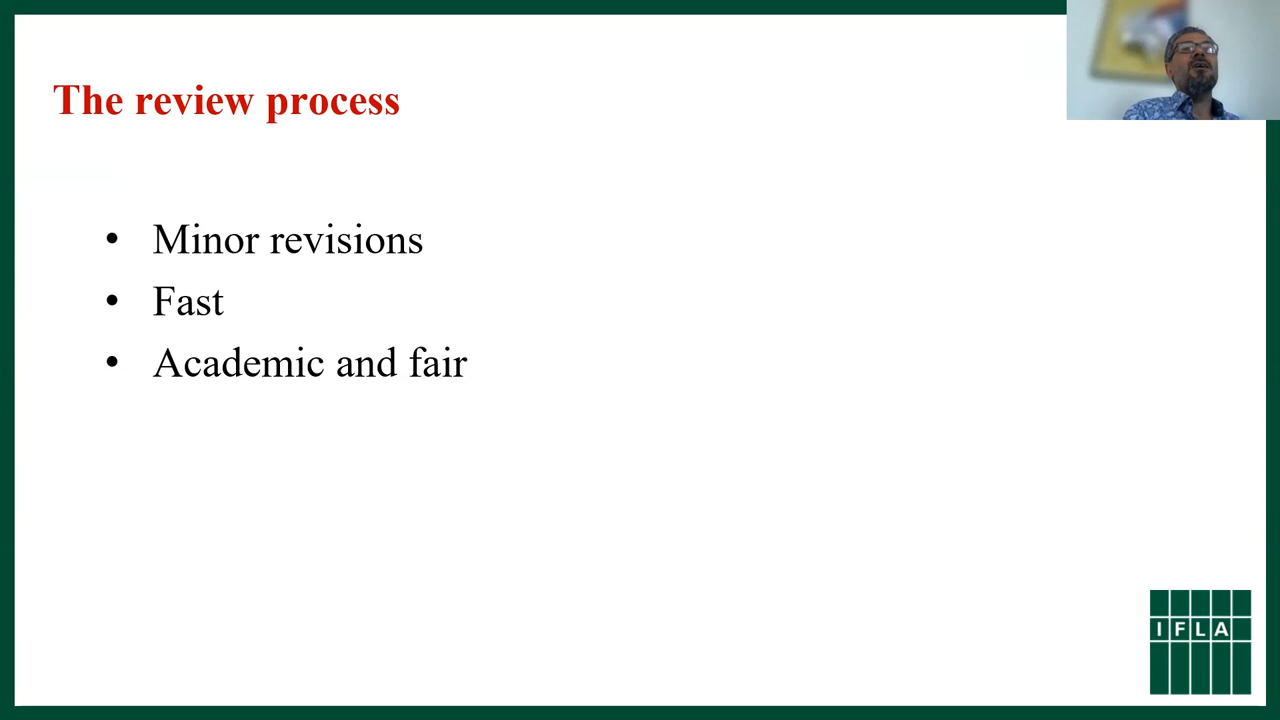 The review process
• Minor revisions
• Fast
• Academic and fair
IFLA